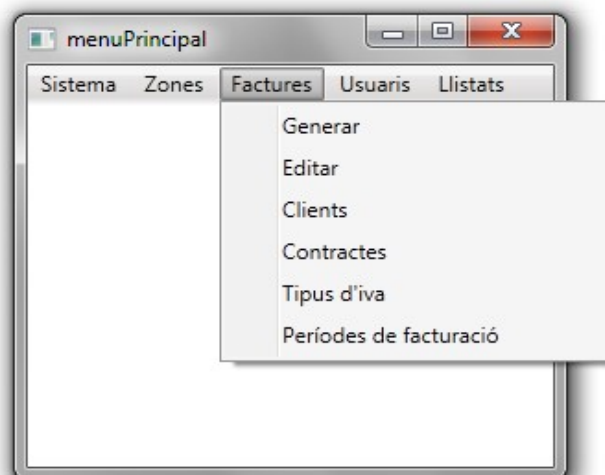 menuPrincipal
Sistema Zones Factures Usuaris Llistats
Generar
Editar
Clients
Contractes
Tipus d'iva
Períodes de facturació